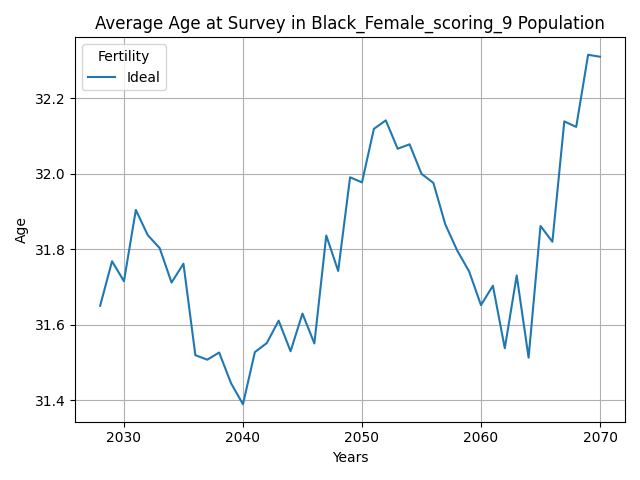 Average Age at Survey in Black_Female_scoring_9 Population
Fertility
Ideal
Age
32.2
32.0
31.8
31.6
31.4
2030 2040 2050 2060 2070
Years